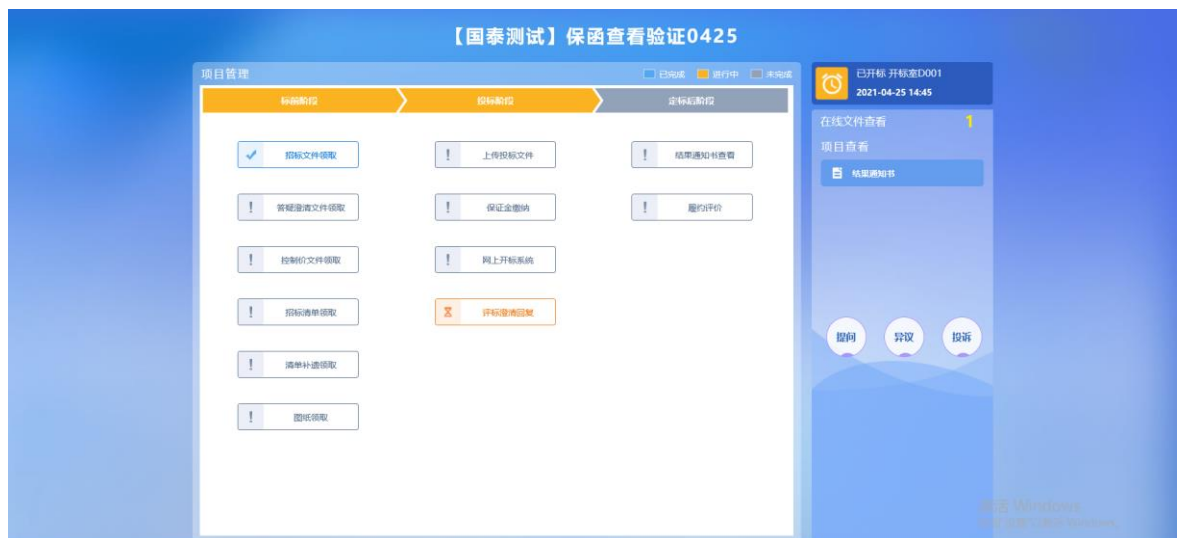 【国泰测试】保函查看验证0425
项目管理
已完成 进行中 未完成
标前阶段 投标阶段 定标后阶段
招标文件领取 上传投标文件 结果通知书查看
答疑澄清文件领取 保证金缴纳 履约评价
控制价文件领取 网上开标系统
招标清单领取 评标澄清回复
清单补遗领取
图纸领取
已开标 开标室D001
2021-04-25 14:45
在线文件查看 1
项目查看
结果通知书
提问 异议 投诉
激活 Windows